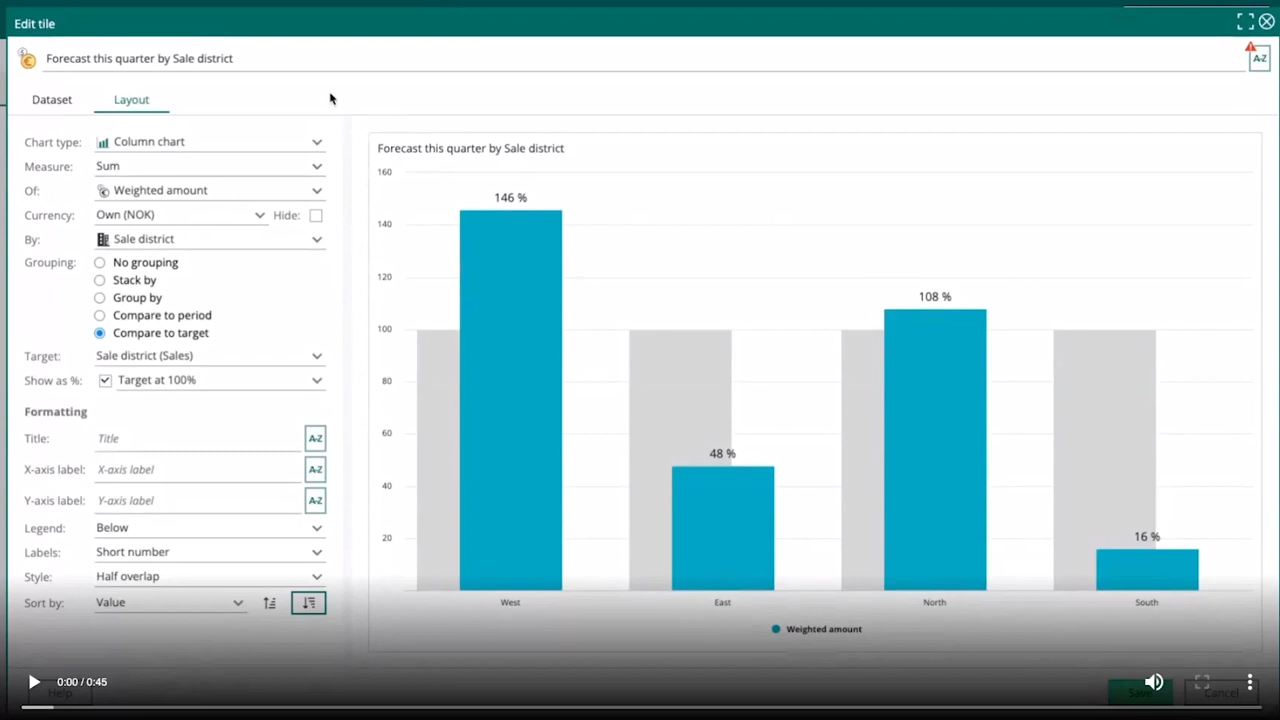 Edit tile
Forecast this quarter by Sale district
A-Z
Dataset
Layout
Chart type:
Column chart
Measure:
Sum
Of:
Weighted amount
Currency:
Own (NOK)
Hide:
By:
Sale district
Grouping:
No grouping
Stack by
Group by
Compare to period
Compare to target
Target:
Sale district (Sales)
Show as %:
Target at 100%
Formatting
Title:
Title
A-Z
X-axis label:
X-axis label
A-Z
Y-axis label:
Y-axis label
A-Z
Legend:
Below
Labels:
Short number
Style:
Half overlap
Sort by:
Value
Forecast this quarter by Sale district
160
140
120
100
80
60
40
20
146 %
48 %
108 %
16 %
West
East
North
South
Weighted amount
0:00 / 0:45
Help
Save
Cancel